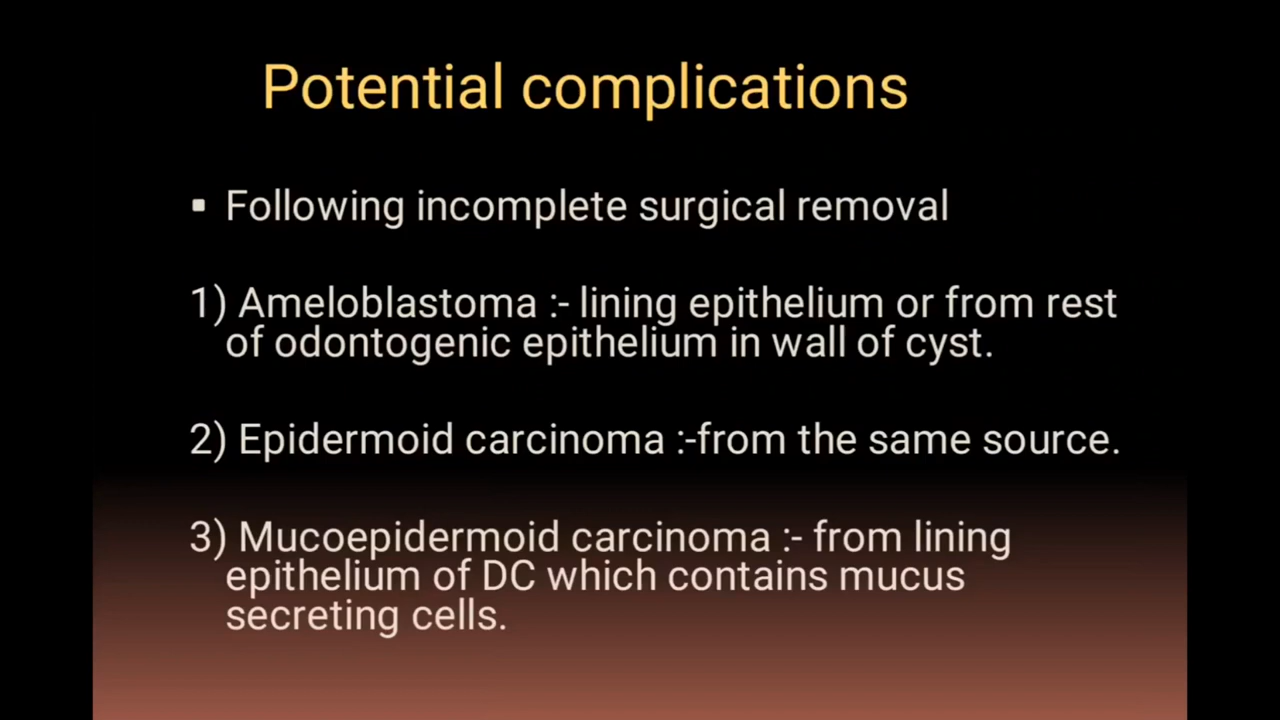 Potential complications
▪ Following incomplete surgical removal
1) Ameloblastoma :- lining epithelium or from rest
of odontogenic epithelium in wall of cyst.
2) Epidermoid carcinoma :-from the same source.
3) Mucoepidermoid carcinoma :- from lining
epithelium of DC which contains mucus
secreting cells.